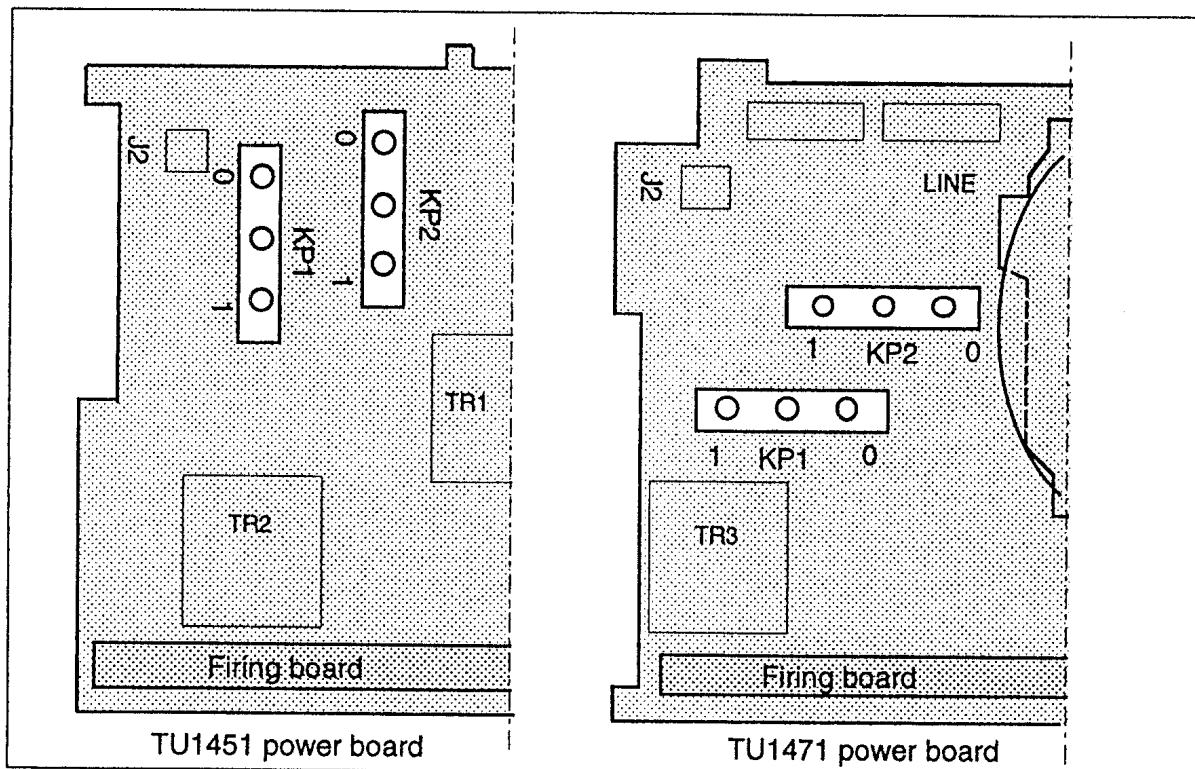 J2
0
KP1
1
0
KP2
1
TR1
TR2
Firing board
TU1451 power board
LINE
J2
1 KP2 0
1 KP1 0
TR3
Firing board
TU1471 power board